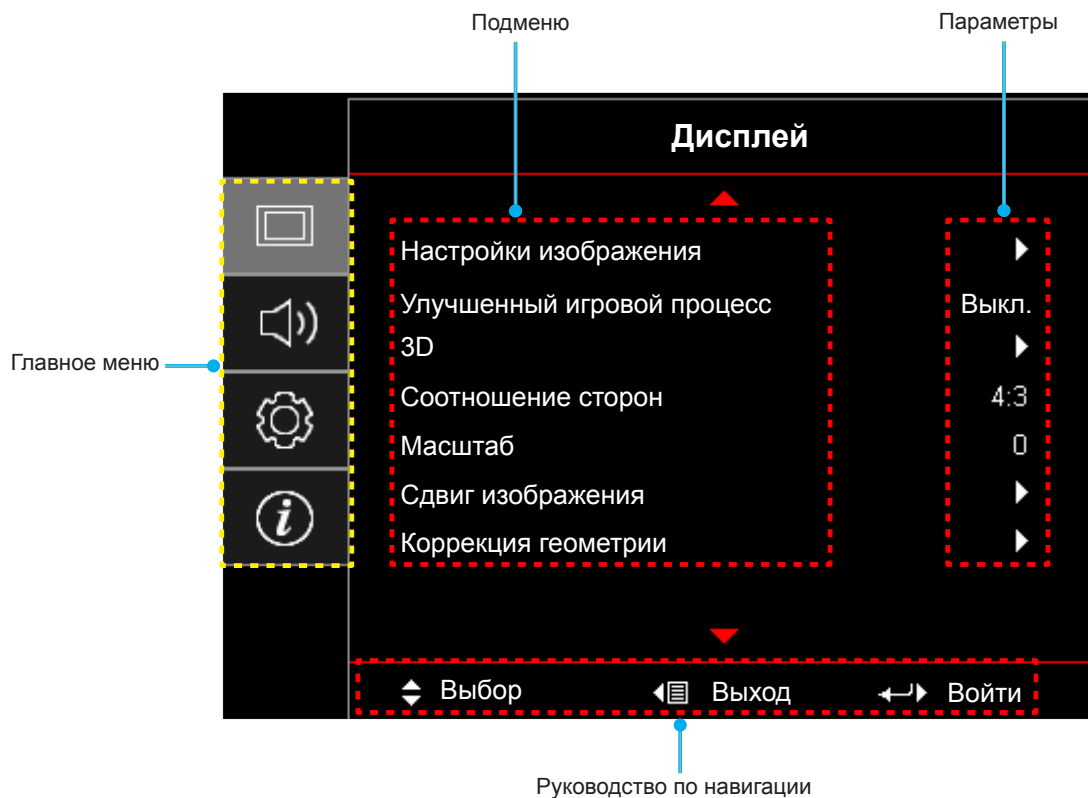 Подменю
Параметры
Дисплей
Настройки изображения
Улучшенный игровой процесс Выкл.
3D
Соотношение сторон 4:3
Главное меню
Масштаб 0
Сдвиг изображения
Коррекция геометрии
Выбор Выход Войти
Руководство по навигации